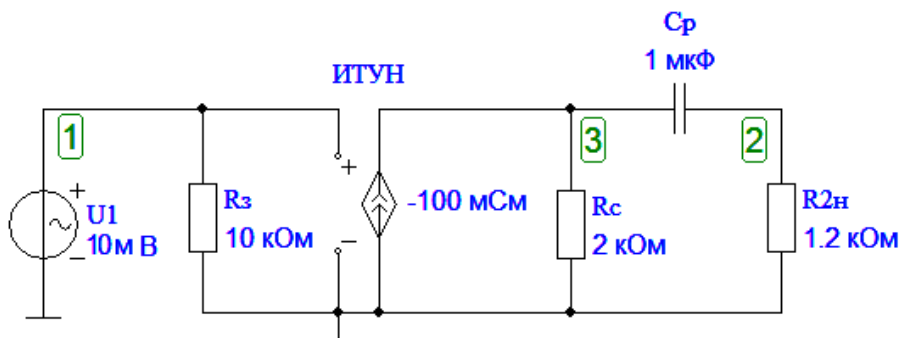 Cр
1 мкФ
ИТУН
1
3
2
+
+
U1
10м В
−
Rз
10 кОм
−
-100 мСм
Rс
2 кОм
R2н
1.2 кОм